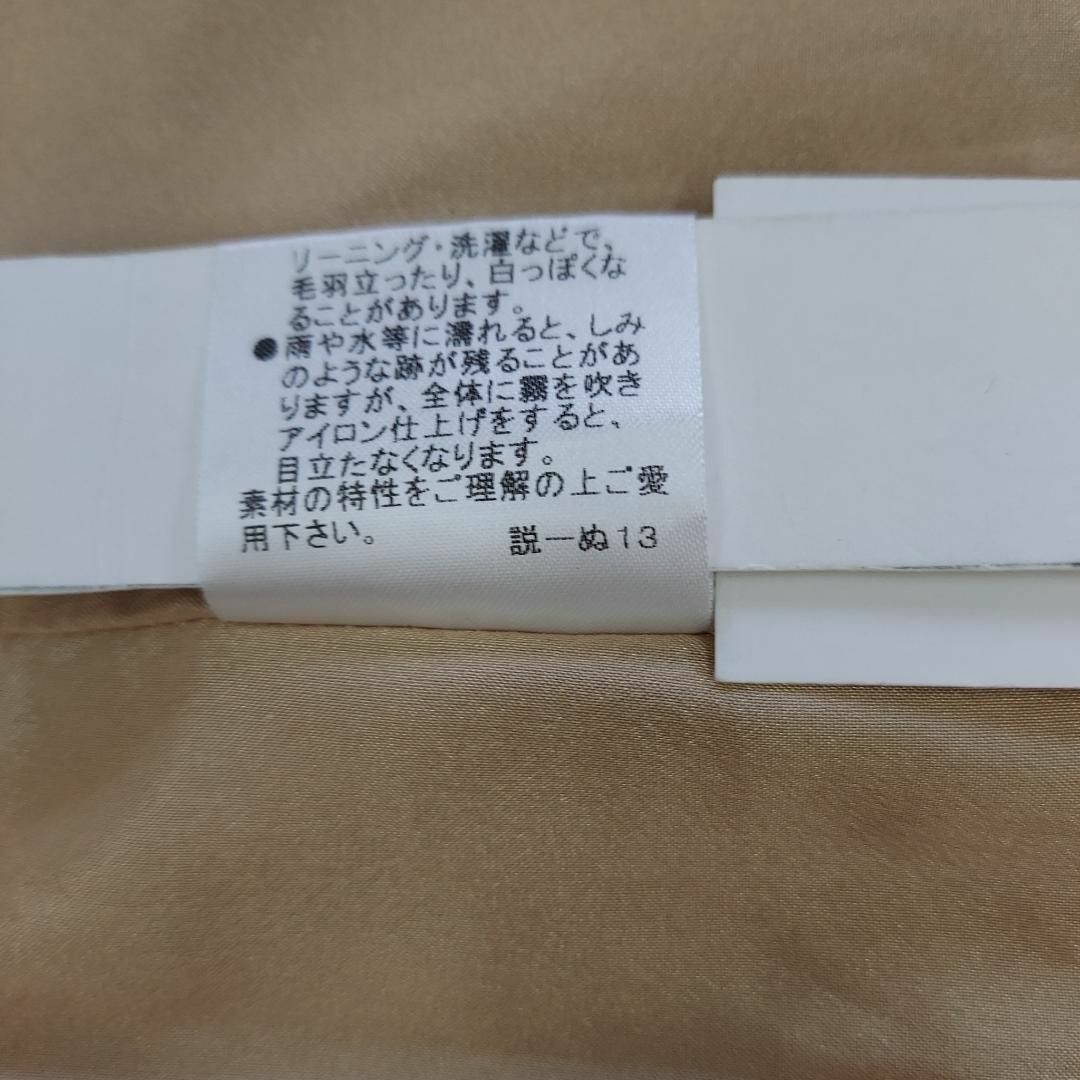 リーニング・洗濯などで、
毛羽立ったり、白っぽくな
ることがあります。
●雨や水等に濡れると、しみ
のような跡が残ることがあ
りますが、全体に霧を吹き
アイロン仕上げをすると、
目立たなくなります。
素材の特性をご理解の上ご愛
用下さい。 説―ぬ13